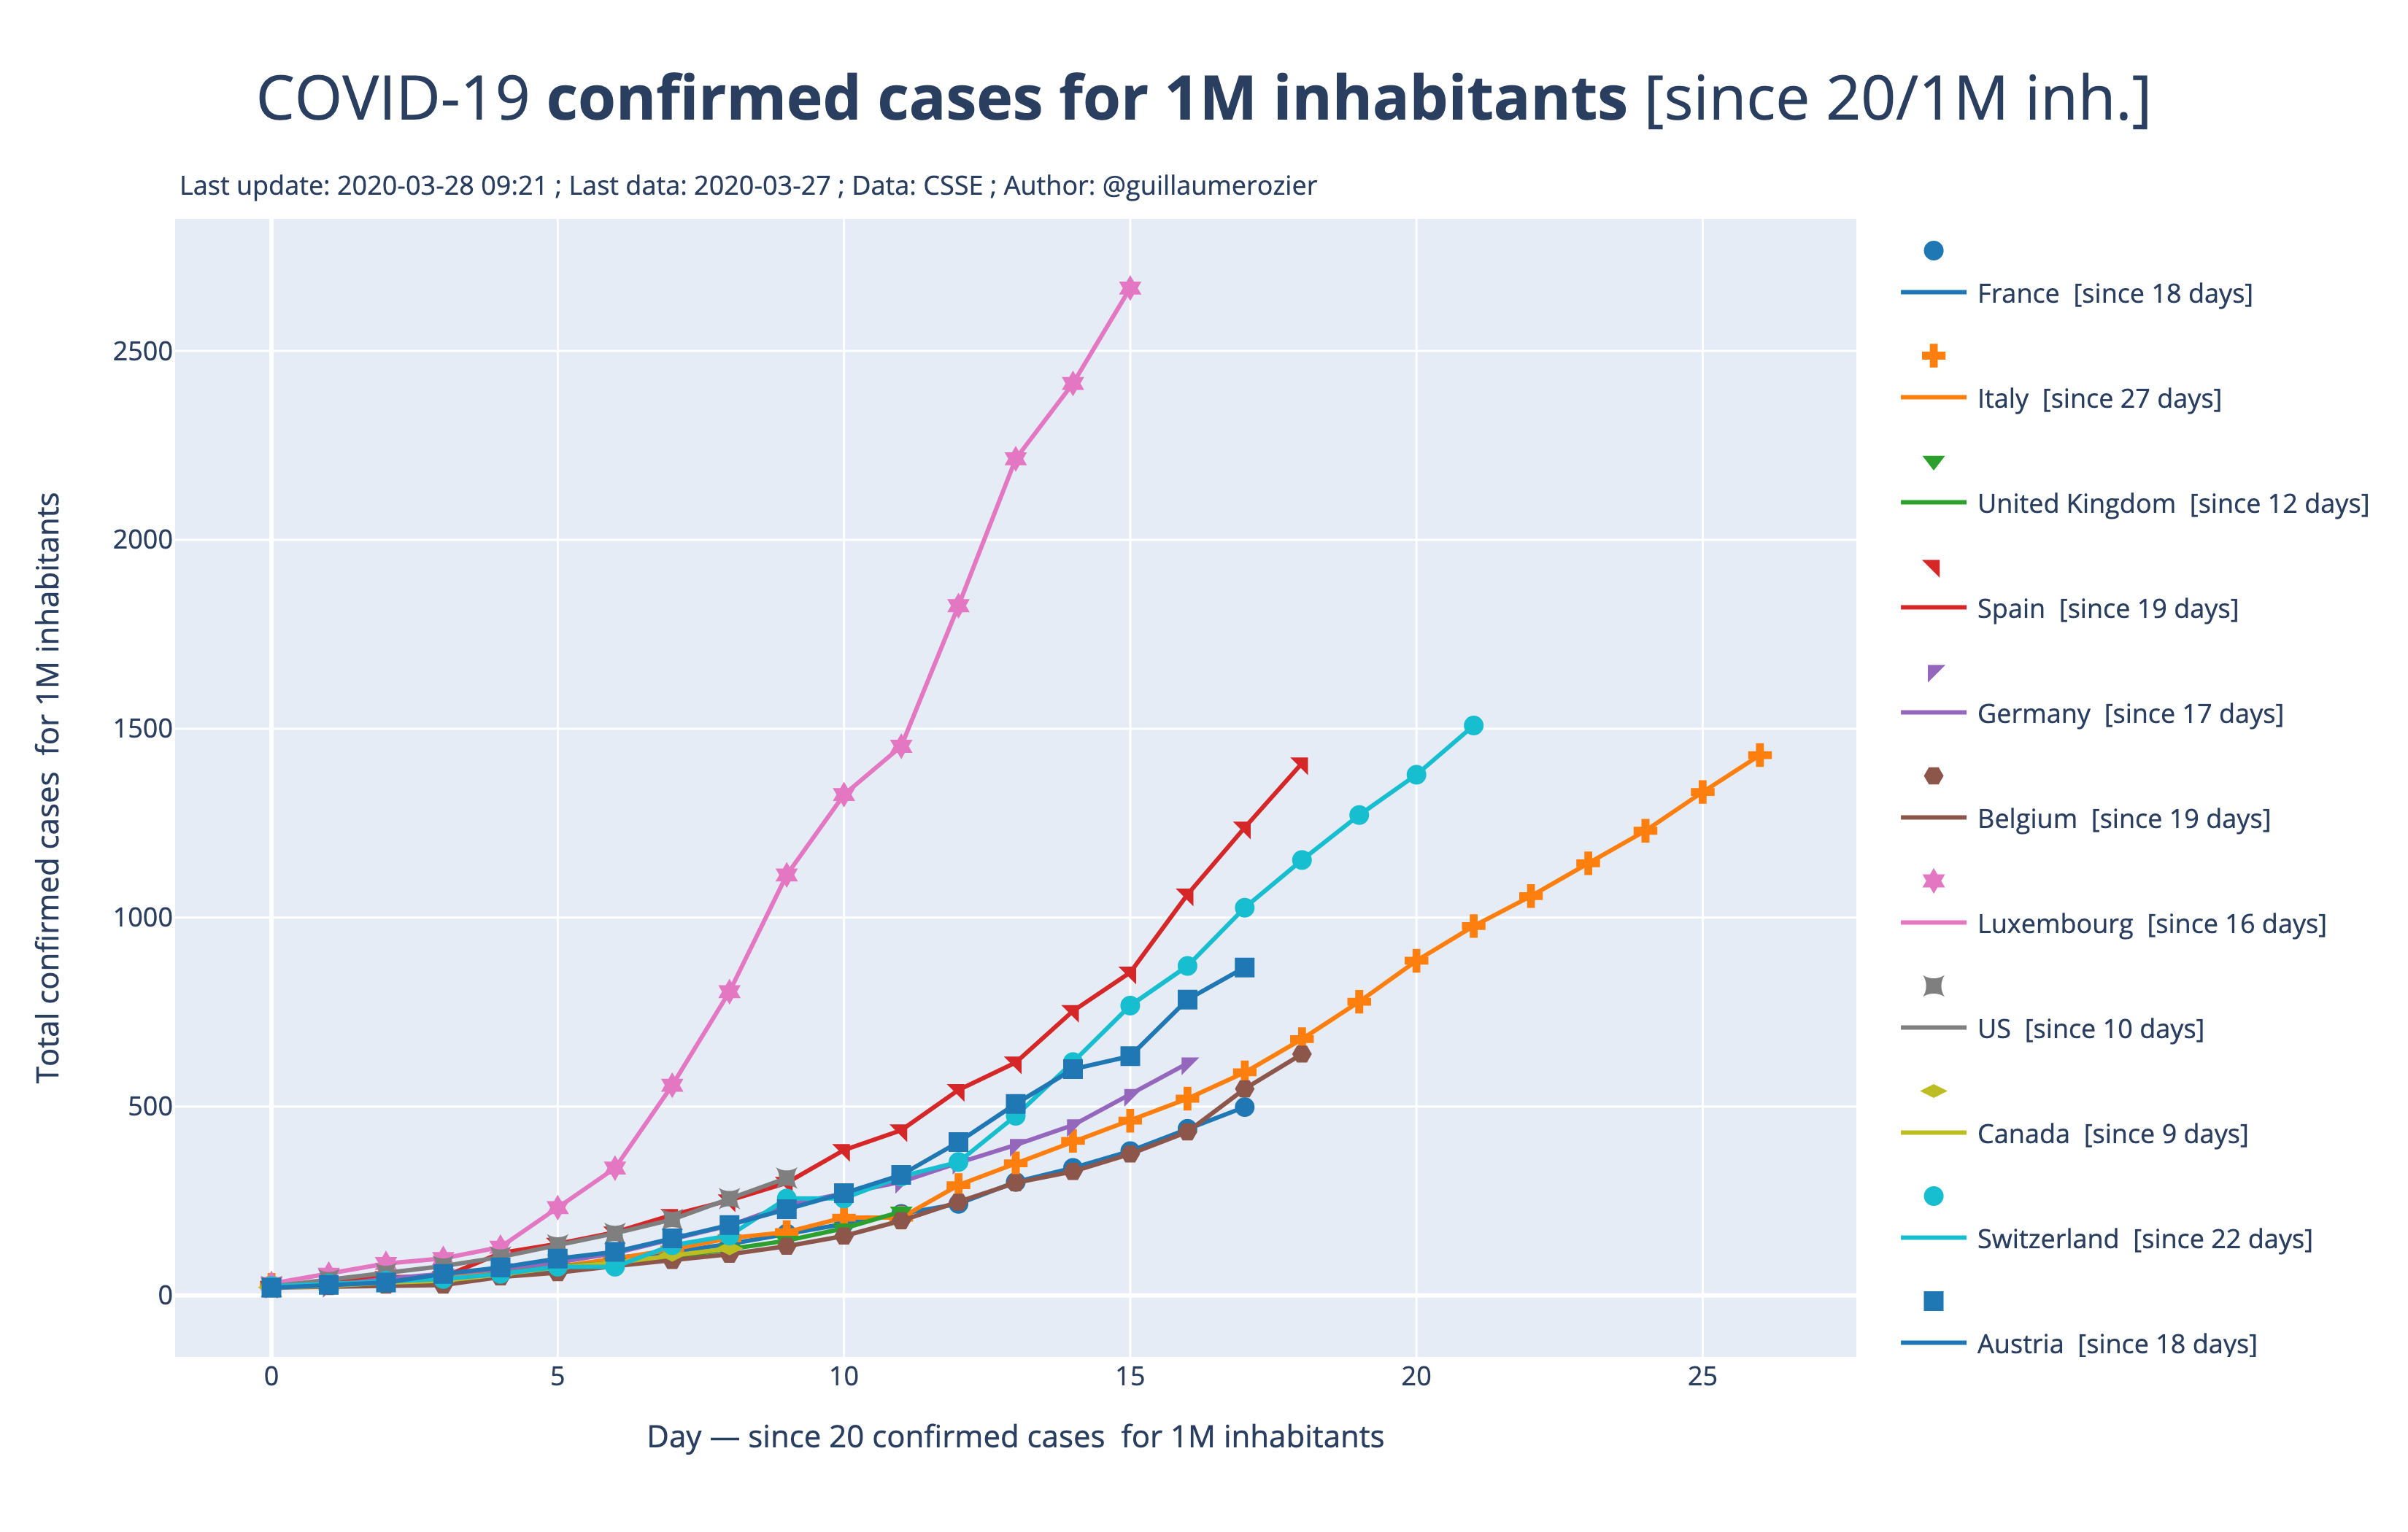 COVID-19 confirmed cases for 1M inhabitants [since 20/1M inh.]
Last update: 2020-03-28 09:21 ; Last data: 2020-03-27 ; Data: CSSE ; Author: @guillaumerozier
Total confirmed cases for 1M inhabitants
2500
2000
1500
1000
500
0
0 5 10 15 20 25
Day — since 20 confirmed cases for 1M inhabitants
France [since 18 days]
Italy [since 27 days]
United Kingdom [since 12 days]
Spain [since 19 days]
Germany [since 17 days]
Belgium [since 19 days]
Luxembourg [since 16 days]
US [since 10 days]
Canada [since 9 days]
Switzerland [since 22 days]
Austria [since 18 days]